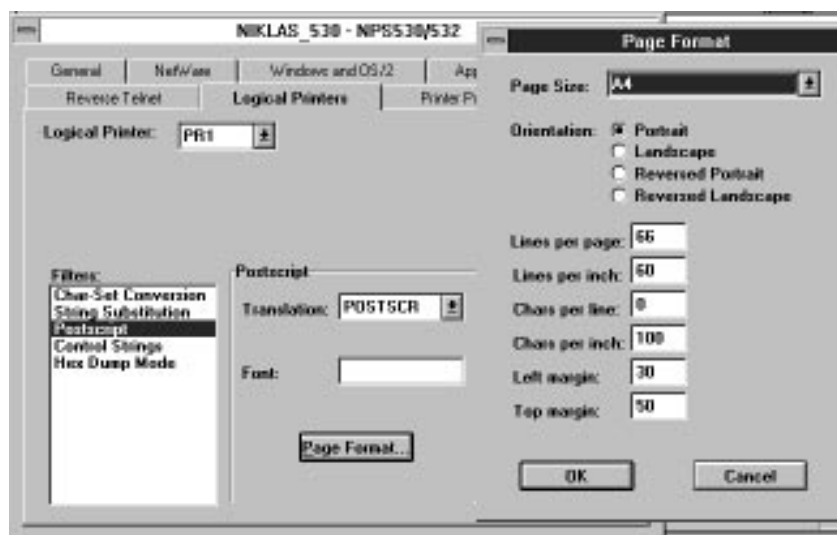 NIKLAS_530 - NPS530/532
General
NetWare
Windows and OS/2
App
Reverse Telnet
Logical Printers
Printer P
Logical Printer: PR1
Filters:
Char-Set Conversion
String Substitution
Postscript
Control Strings
Hex Dump Mode
Postscript
Translation: POSTSCR
Font:
Page Format...
Page Format
Page Size: A4
Orientation: Portrait
Landscape
Reversed Portrait
Reversed Landscape
Lines per page: 66
Lines per inch: 60
Chars per line: 0
Chars per inch: 100
Left margin: 30
Top margin: 50
OK
Cancel